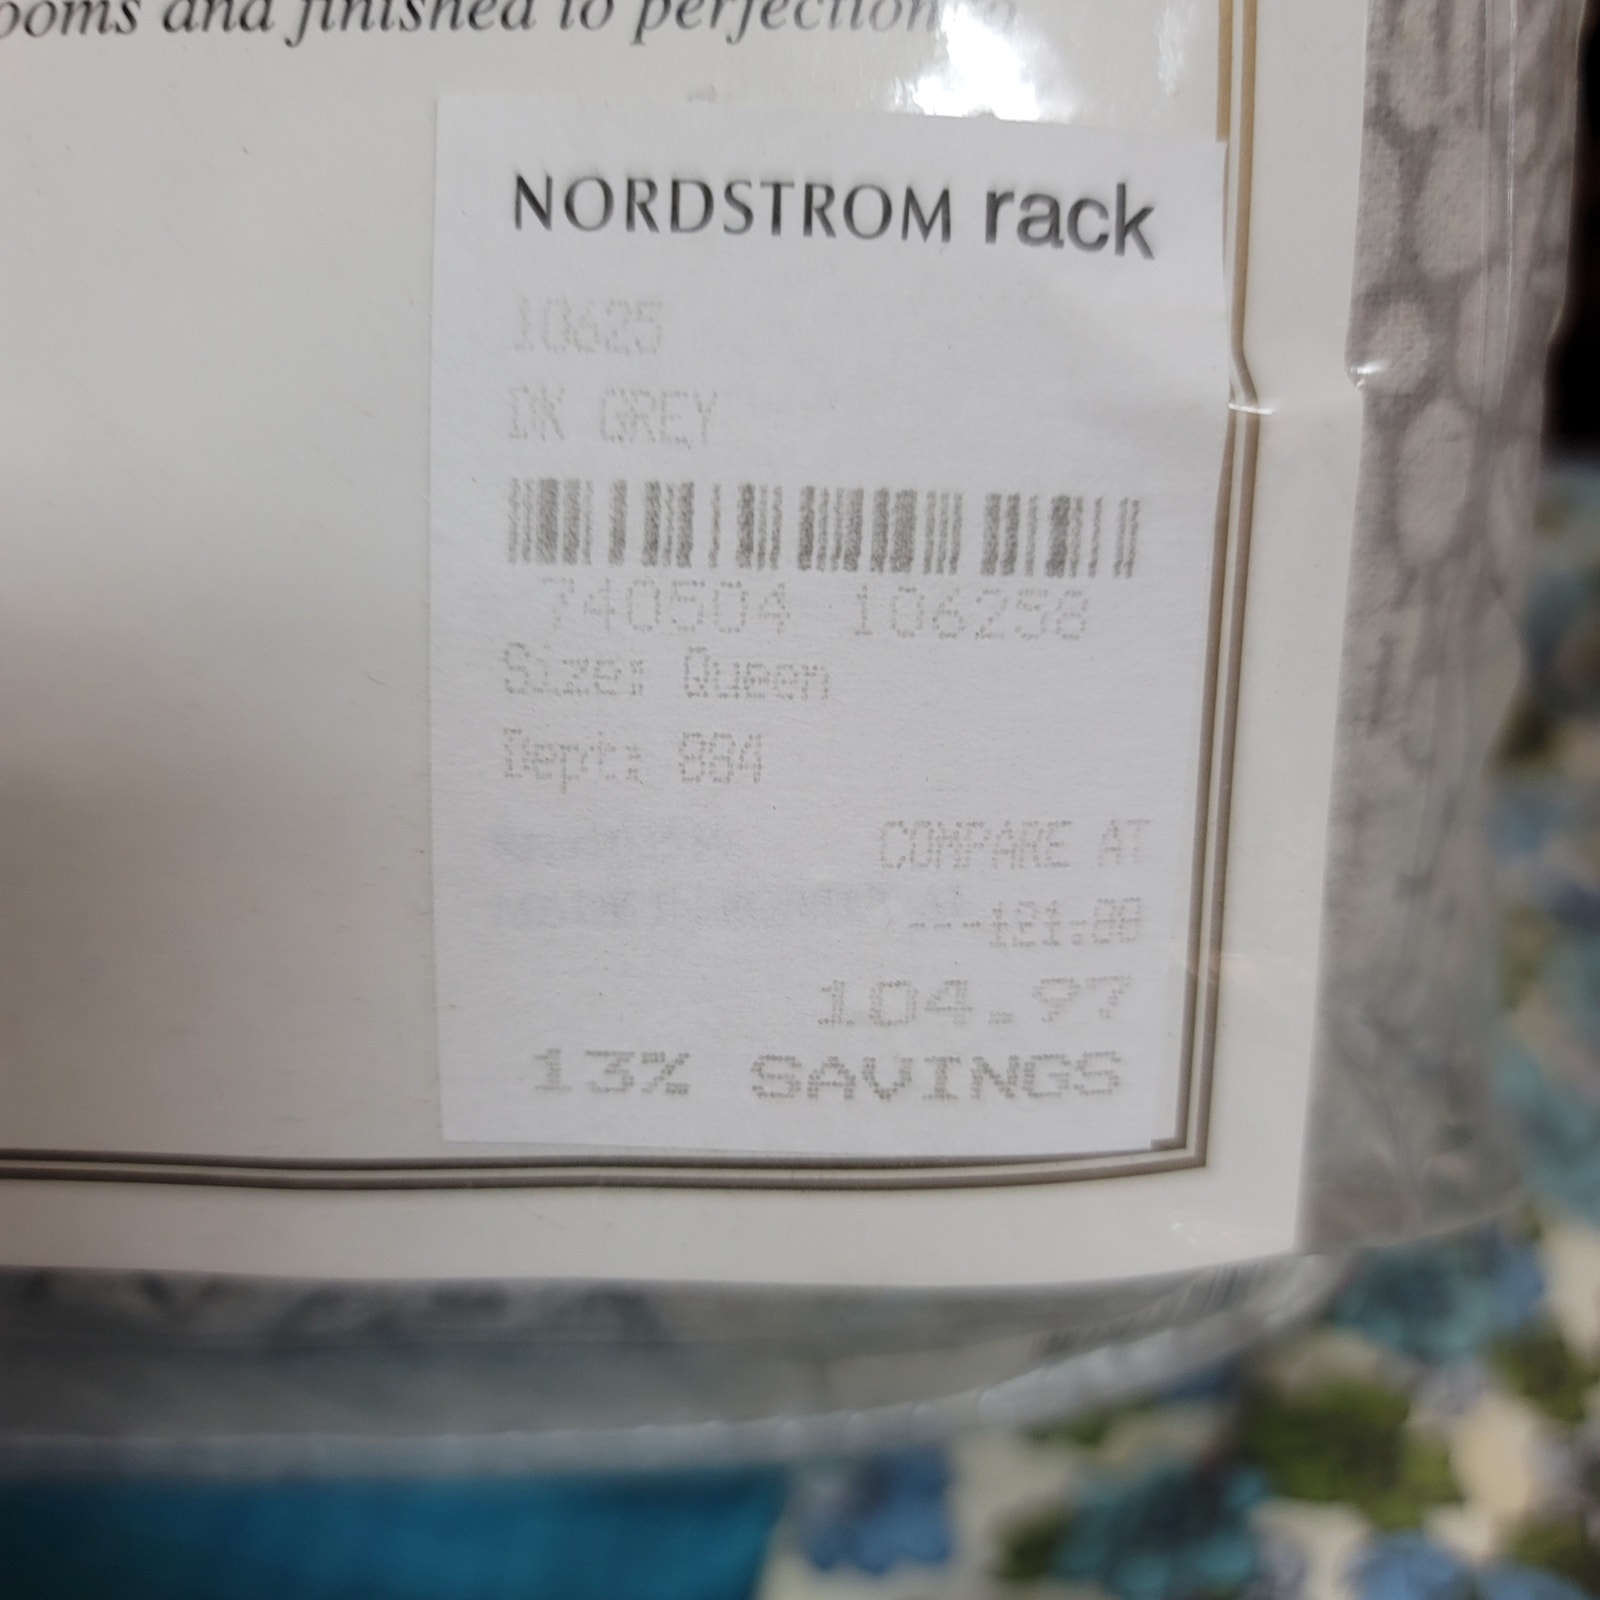 ooms and finished to perfection
NORDSTROM rack
10625
DK GREY
740504 106258
Size: Queen
Dept: 884
COMPARE AT
121.00
104.97
13% SAVINGS